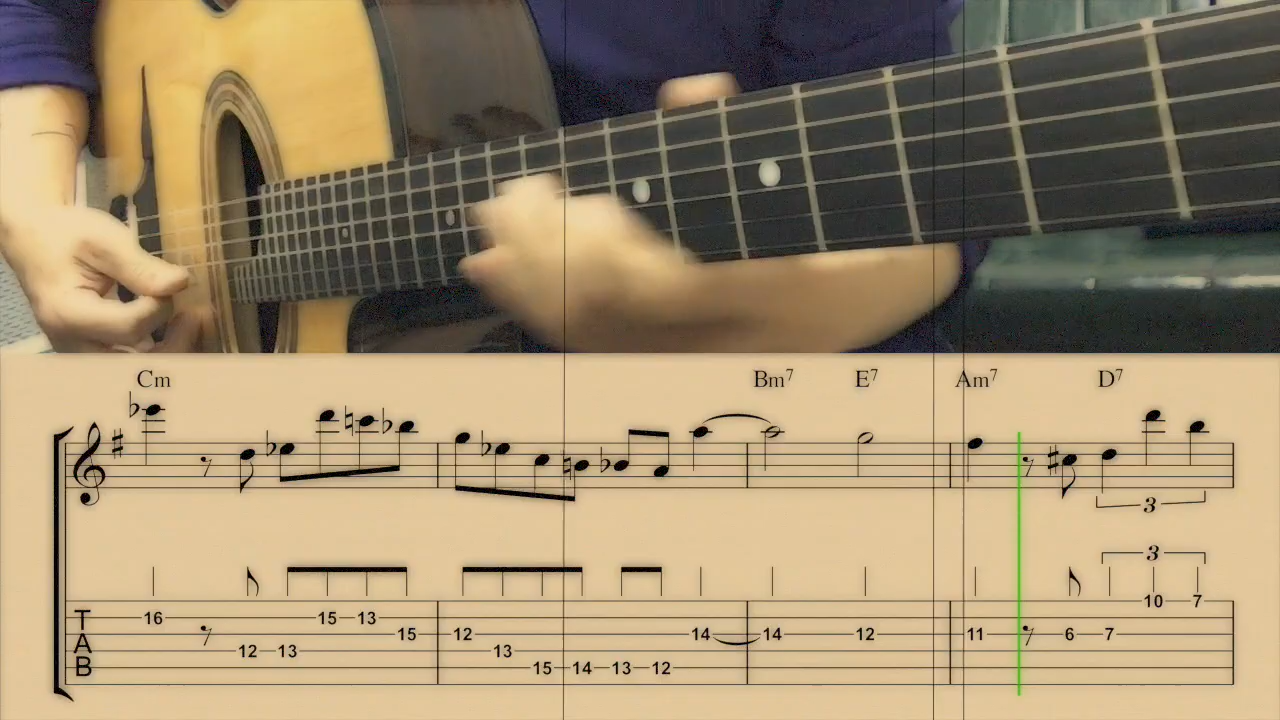 Cm Bm7 E7 Am7 D7
3
3
10 7
T 16 15 13
A 15 12 14 14 12 11 6 7
12 13 13
B 15 14 13 12